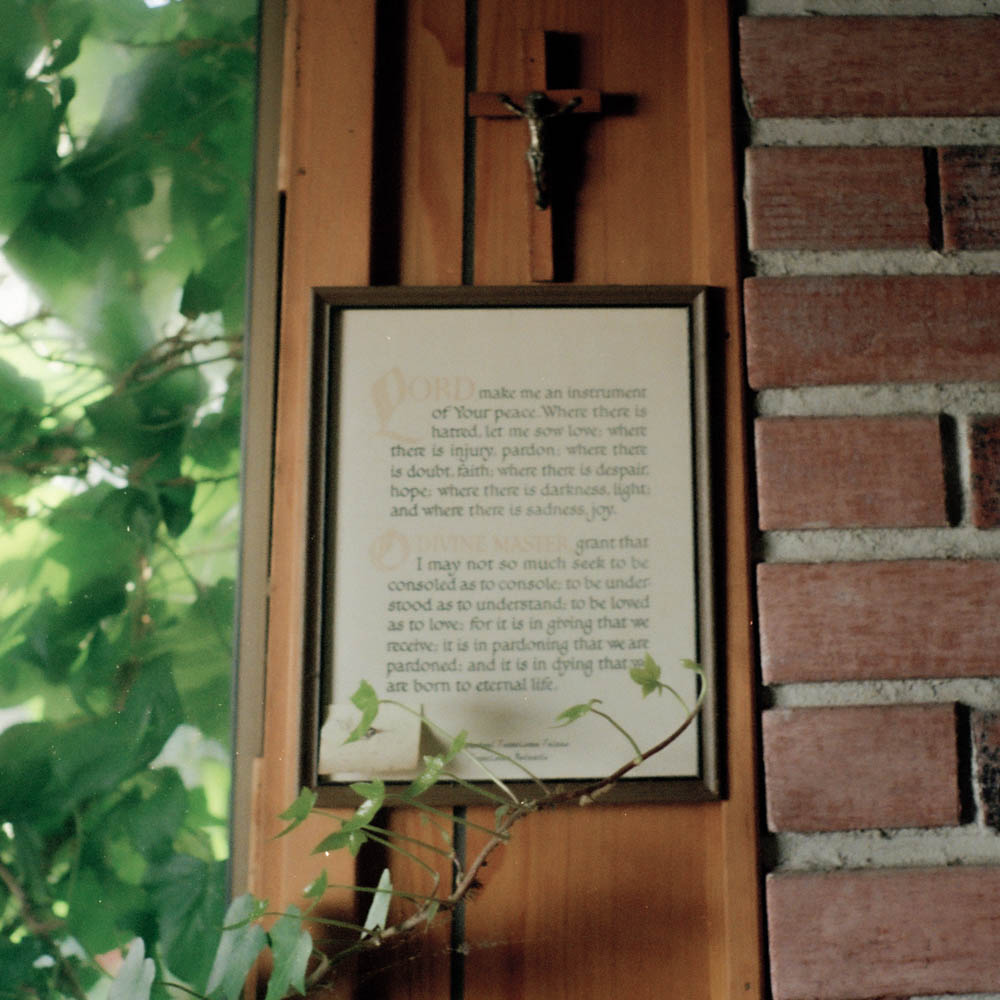 LORD make me an instrument
of Your peace. Where there is
hatred, let me sow love; where
there is injury, pardon; where there
is doubt, faith; where there is despair,
hope; where there is darkness, light;
and where there is sadness, joy.
O DIVINE MASTER, grant that
I may not so much seek to be
consoled as to console; to be under-
stood as to understand; to be loved
as to love; for it is in giving that we
receive; it is in pardoning that we are
pardoned; and it is in dying that we
are born to eternal life.